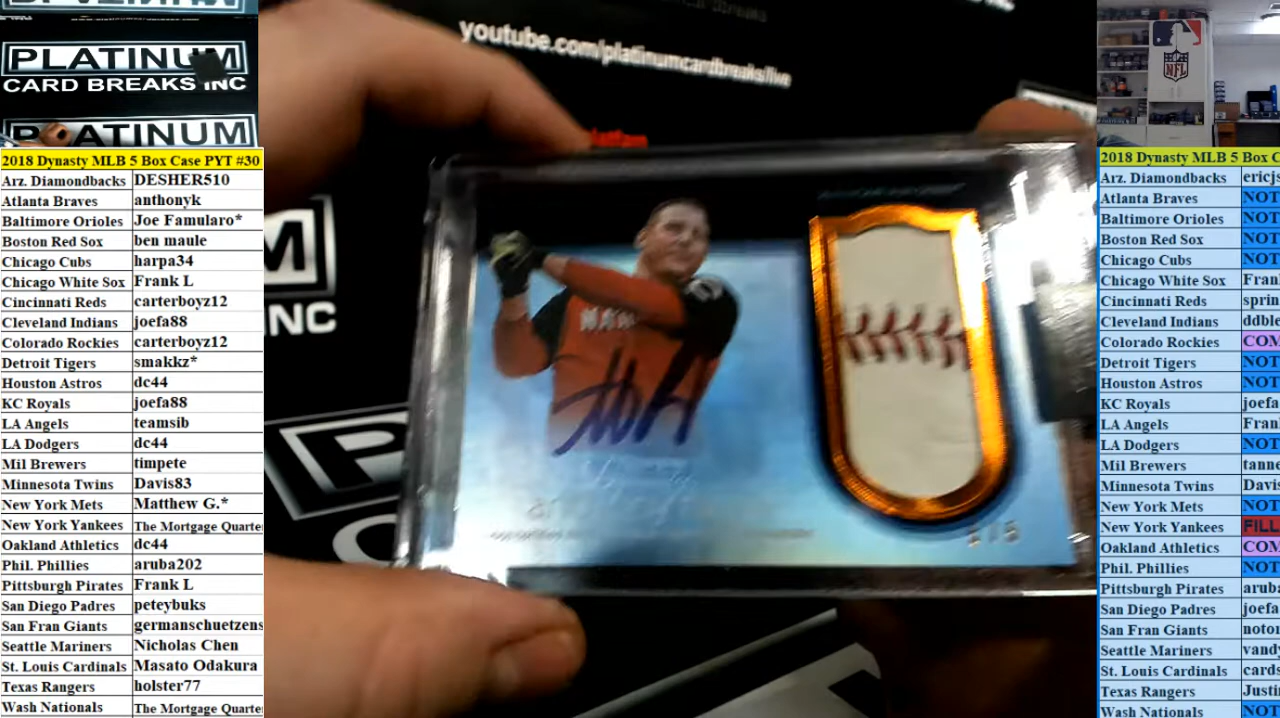 PLATINUM
CARD BREAKS INC
PLATINUM
2018 Dynasty MLB 5 Box Case PYT #30
Arz. Diamondbacks DESHER510
Atlanta Braves anthonyk
Baltimore Orioles Joe Famularo*
Boston Red Sox ben maule
Chicago Cubs harpa34
Chicago White Sox Frank L
Cincinnati Reds carterboyz12
Cleveland Indians joefa88
Colorado Rockies carterboyz12
Detroit Tigers smakkz*
Houston Astros dc44
KC Royals joefa88
LA Angels teamsib
LA Dodgers dc44
Mil Brewers timpete
Minnesota Twins Davis83
New York Mets Matthew G.*
New York Yankees The Mortgage Quarte
Oakland Athletics dc44
Phil. Phillies aruba202
Pittsburgh Pirates Frank L
San Diego Padres peteybuks
San Fran Giants germanschuetzens
Seattle Mariners Nicholas Chen
St. Louis Cardinals Masato Odakura
Texas Rangers holster77
Wash Nationals The Mortgage Quarte
youtube.com/platinumcardbreakslive
INC
NFL
2018 Dynasty MLB 5 Box C
Arz. Diamondbacks ericjs
Atlanta Braves NOT
Baltimore Orioles NOT
Boston Red Sox NOT
Chicago Cubs NOT
Chicago White Sox Fran
Cincinnati Reds sprin
Cleveland Indians ddble
Colorado Rockies COM
Detroit Tigers NOT
Houston Astros NOT
KC Royals joefa
LA Angels Fran
LA Dodgers NOT
Mil Brewers tanne
Minnesota Twins Davis
New York Mets NOT
New York Yankees FILL
Oakland Athletics COM
Phil. Phillies NOT
Pittsburgh Pirates aruba
San Diego Padres joefa
San Fran Giants notor
Seattle Mariners vandy
St. Louis Cardinals cards
Texas Rangers Justi
Wash Nationals NOT